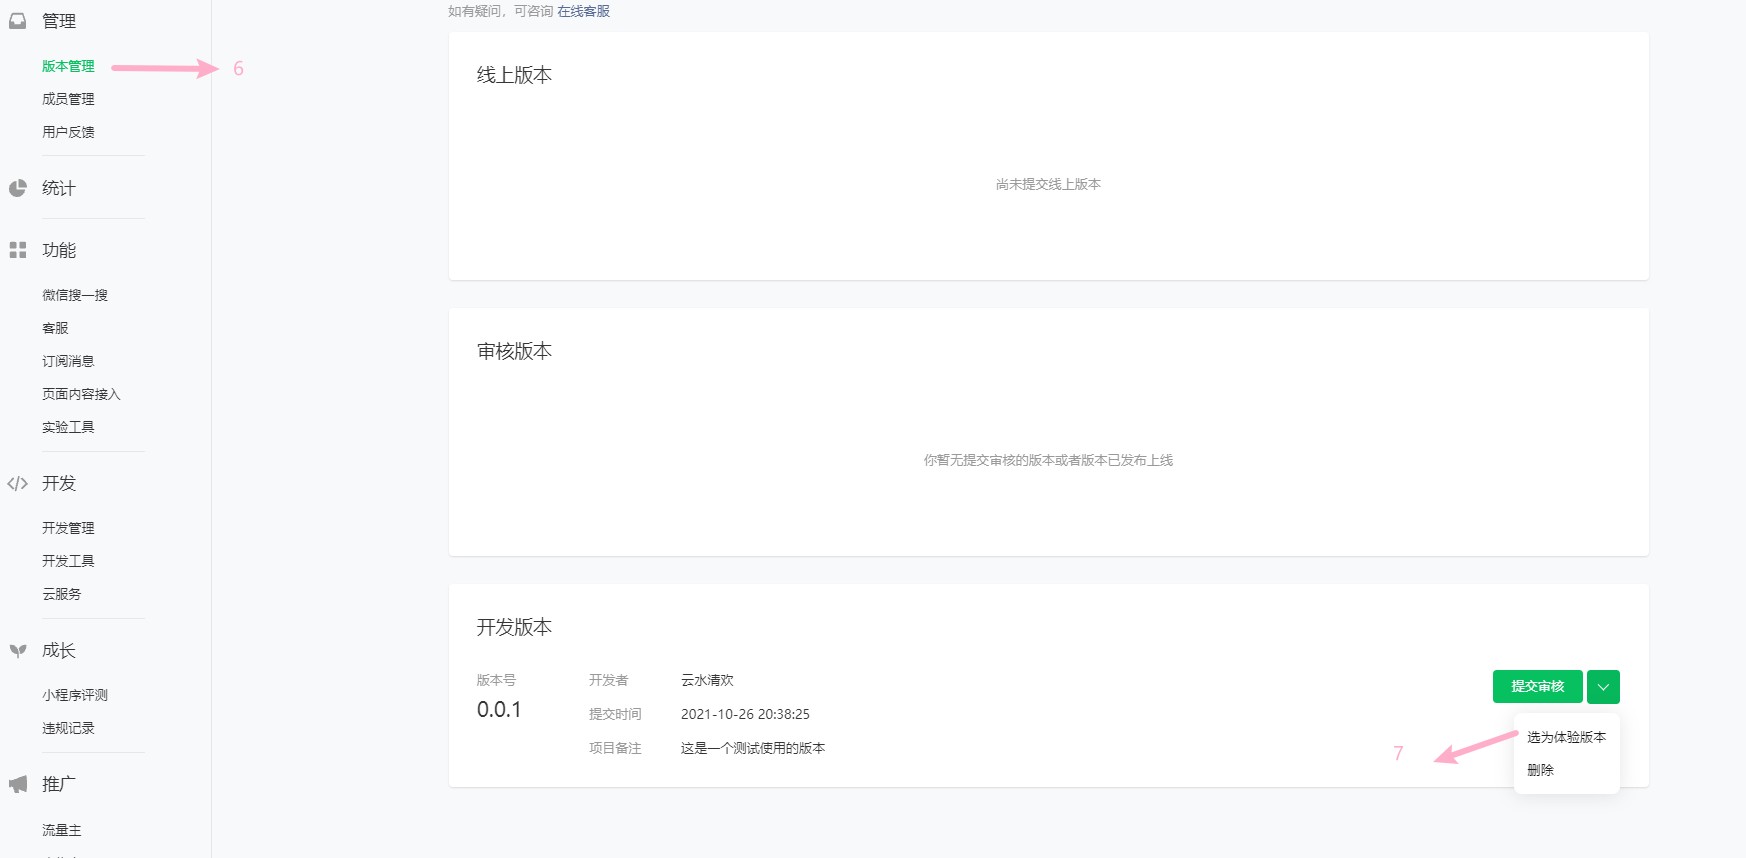 管理
版本管理
6
成员管理
用户反馈
统计
功能
微信搜一搜
客服
订阅消息
页面内容接入
实验工具
开发
开发管理
开发工具
云服务
成长
小程序评测
违规记录
推广
流量主
如有疑问，可咨询 在线客服
线上版本
尚未提交线上版本
审核版本
你暂无提交审核的版本或者版本已发布上线
开发版本
版本号
0.0.1
开发者 云水清欢
提交时间 2021-10-26 20:38:25
项目备注 这是一个测试使用的版本
提交审核
选为体验版本
删除
7